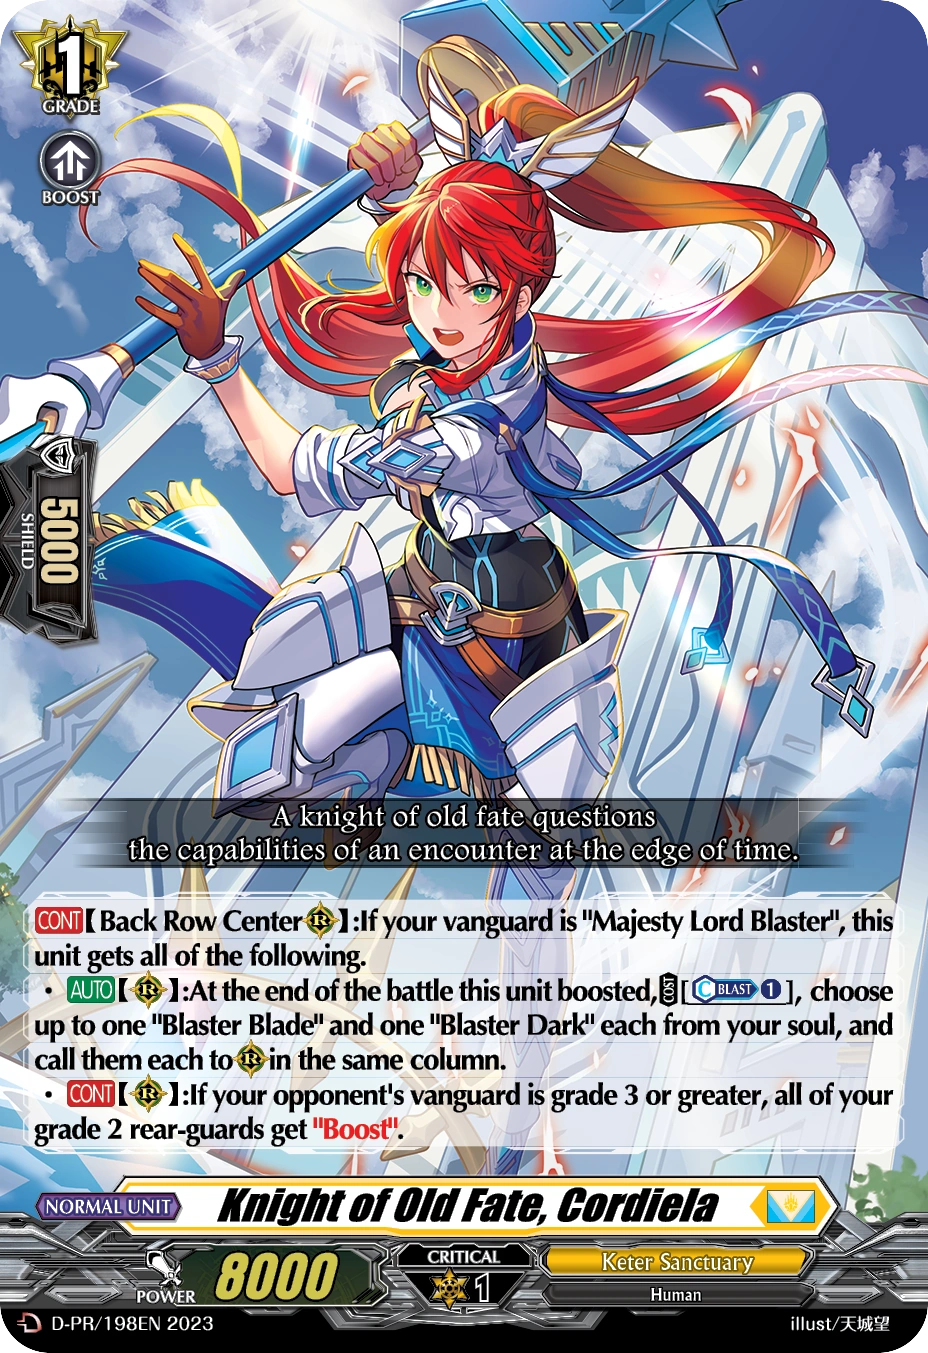 1
GRADE
BOOST
5000
SHIELD
A knight of old fate questions
the capabilities of an encounter at the edge of time.
CONT【Back Row Center R】:If your vanguard is "Majesty Lord Blaster", this
unit gets all of the following.
・ AUTO【R】:At the end of the battle this unit boosted, COST [C BLAST 1], choose
up to one "Blaster Blade" and one "Blaster Dark" each from your soul, and
call them each to R in the same column.
・ CONT【R】:If your opponent's vanguard is grade 3 or greater, all of your
grade 2 rear-guards get "Boost".
NORMAL UNIT
Knight of Old Fate, Cordiela
POWER 8000
CRITICAL
1
Keter Sanctuary
Human
D D-PR/198EN 2023
illust/天城望